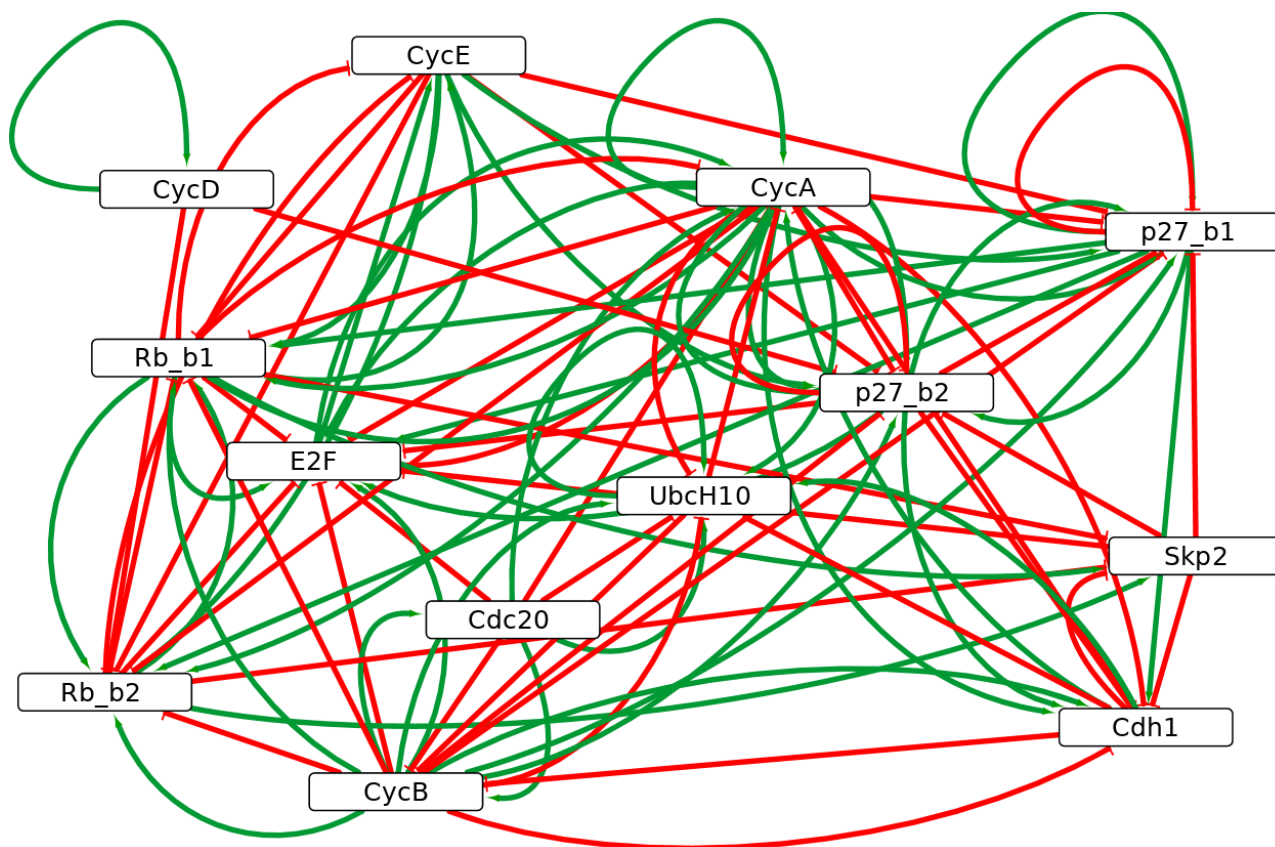 CycE
CycD
CycA
p27_b1
Rb_b1
p27_b2
E2F
UbcH10
Skp2
Cdc20
Rb_b2
Cdh1
CycB